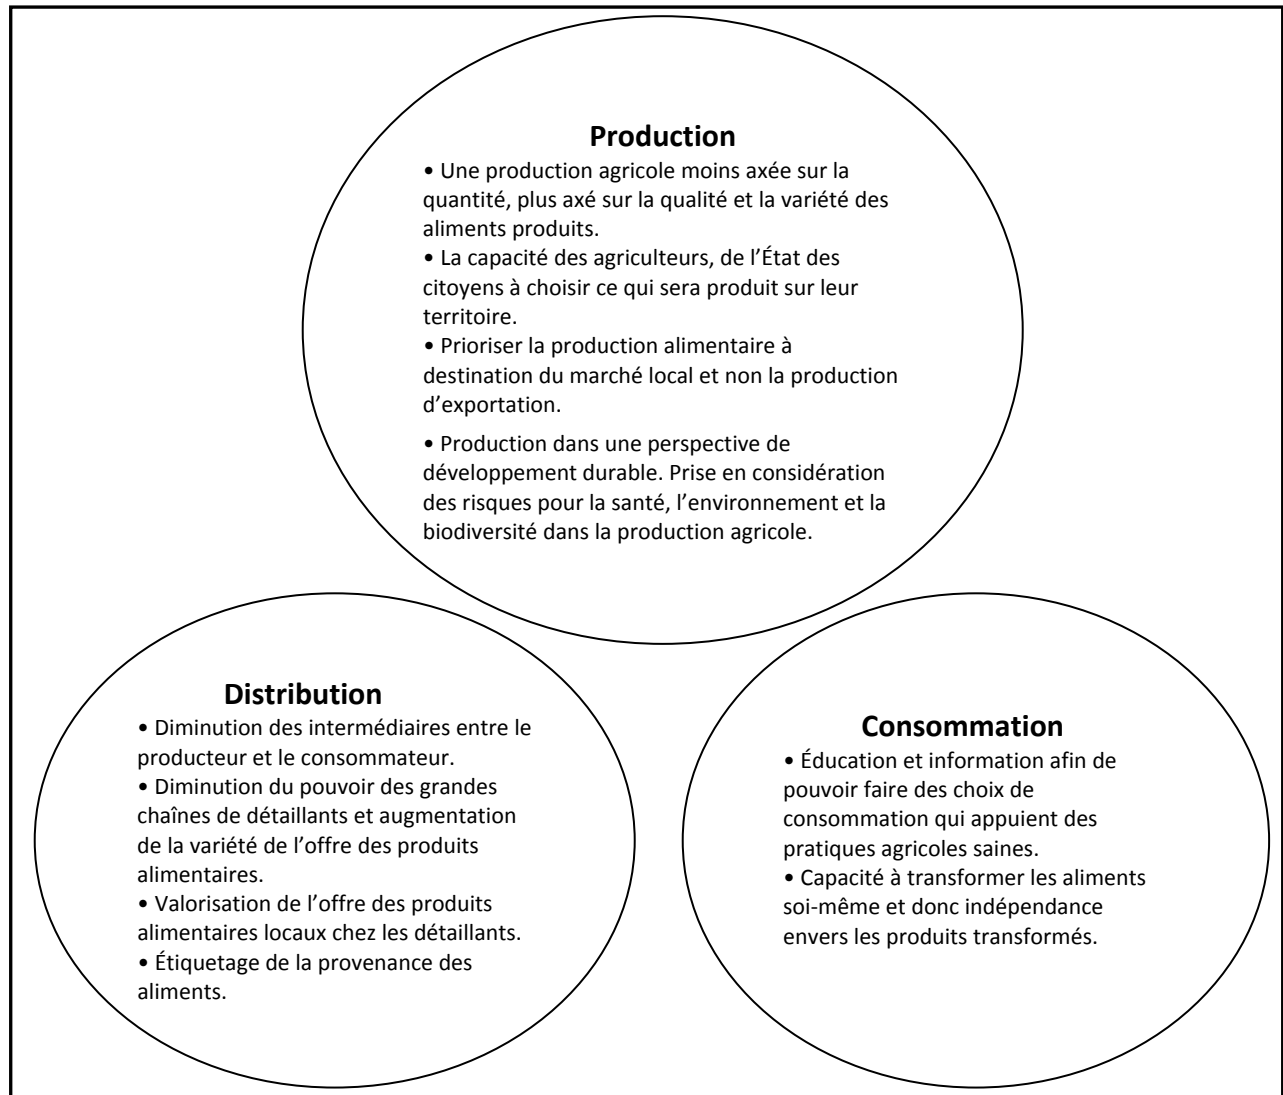 Production
• Une production agricole moins axée sur la
quantité, plus axé sur la qualité et la variété des
aliments produits.
• La capacité des agriculteurs, de l’État des
citoyens à choisir ce qui sera produit sur leur
territoire.
• Prioriser la production alimentaire à
destination du marché local et non la production
d’exportation.
• Production dans une perspective de
développement durable. Prise en considération
des risques pour la santé, l’environnement et la
biodiversité dans la production agricole.
Distribution
• Diminution des intermédiaires entre le
producteur et le consommateur.
• Diminution du pouvoir des grandes
chaînes de détaillants et augmentation
de la variété de l’offre des produits
alimentaires.
• Valorisation de l’offre des produits
alimentaires locaux chez les détaillants.
• Étiquetage de la provenance des
aliments.
Consommation
• Éducation et information afin de
pouvoir faire des choix de
consommation qui appuient des
pratiques agricoles saines.
• Capacité à transformer les aliments
soi-même et donc indépendance
envers les produits transformés.